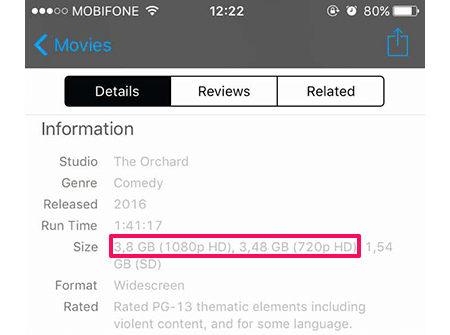 MOBIFONE 12:22 80%
Movies
Details Reviews Related
Information
Studio The Orchard
Genre Comedy
Released 2016
Run Time 1:41:17
Size 3,8 GB (1080p HD), 3,48 GB (720p HD), 1,54
GB (SD)
Format Widescreen
Rated Rated PG-13 thematic elements including
violent content, and for some language.